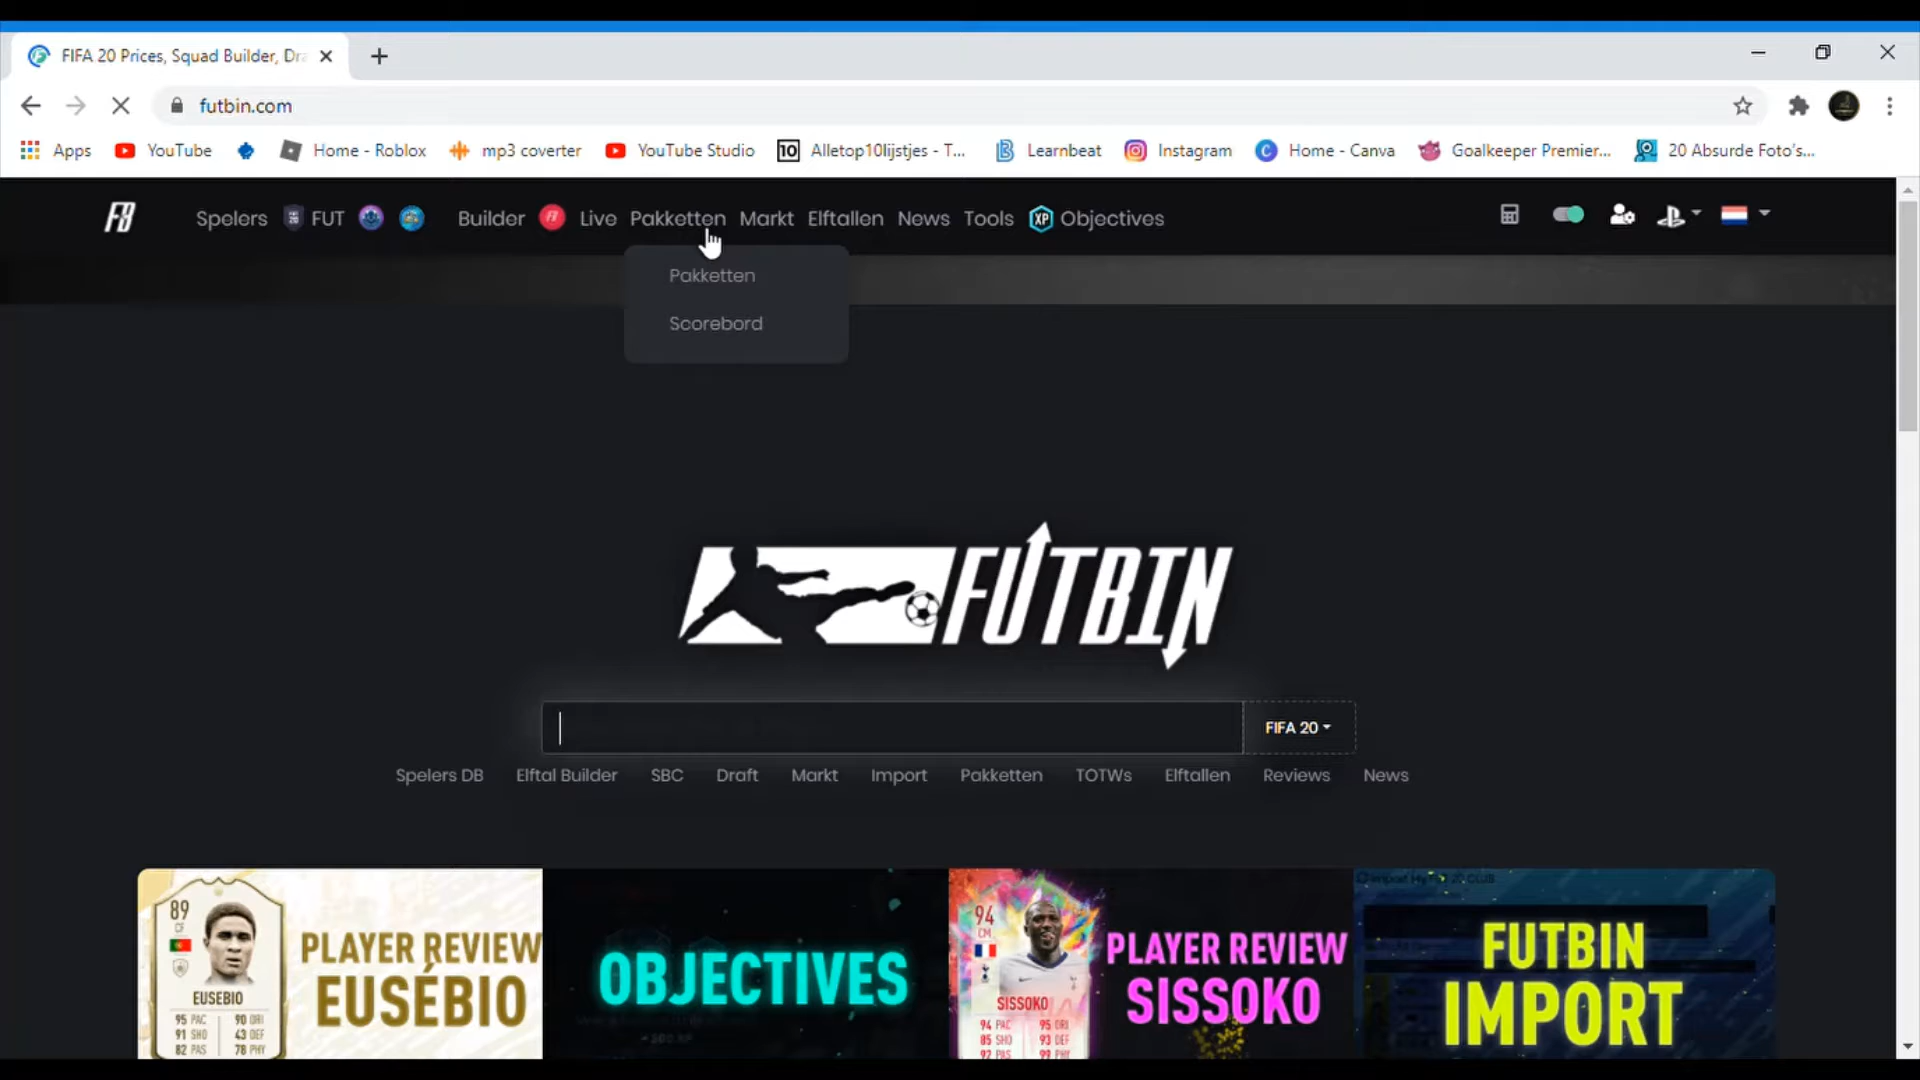 FIFA 20 Prices, Squad Builder, Dra
futbin.com
Apps YouTube Home - Roblox mp3 coverter YouTube Studio 10 Alletop10lijstjes - T... Learnbeat Instagram Home - Canva Goalkeeper Premier... 20 Absurde Foto's...
FB Spelers FUT Builder Live Pakketten Markt Elftallen News Tools XP Objectives
Pakketten
Scorebord
FUTBIN
FIFA 20
Spelers DB Elftal Builder SBC Draft Markt Import Pakketten TOTWs Elftallen Reviews News
89
CF
EUSEBIO
95 PAC 90 DRI
91 SHO 43 DEF
82 PAS 78 PHY
PLAYER REVIEW
EUSÉBIO
OBJECTIVES
94
CM
SISSOKO
94 PAC 95 DRI
85 SHO 93 DEF
92 PAS 99 PHY
PLAYER REVIEW
SISSOKO
FUTBIN
IMPORT